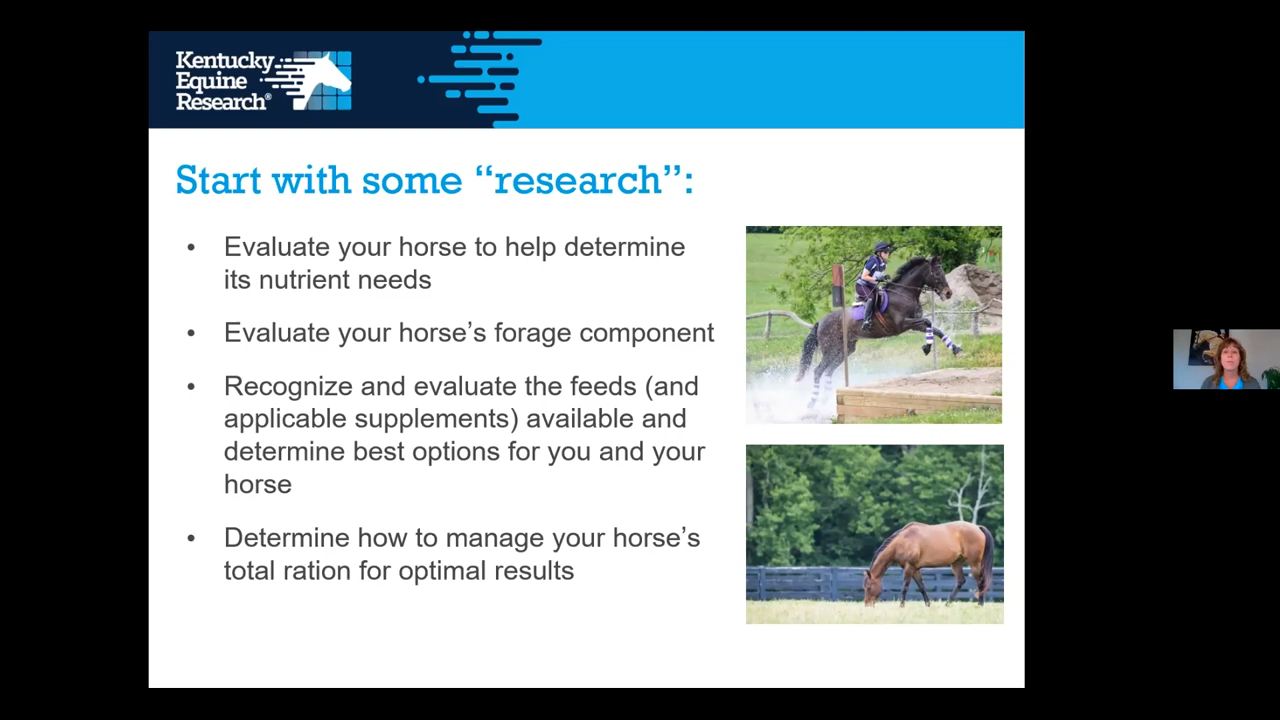 Kentucky
Equine
Research®
Start with some “research”:
• Evaluate your horse to help determine
its nutrient needs
• Evaluate your horse’s forage component
• Recognize and evaluate the feeds (and
applicable supplements) available and
determine best options for you and your
horse
• Determine how to manage your horse’s
total ration for optimal results